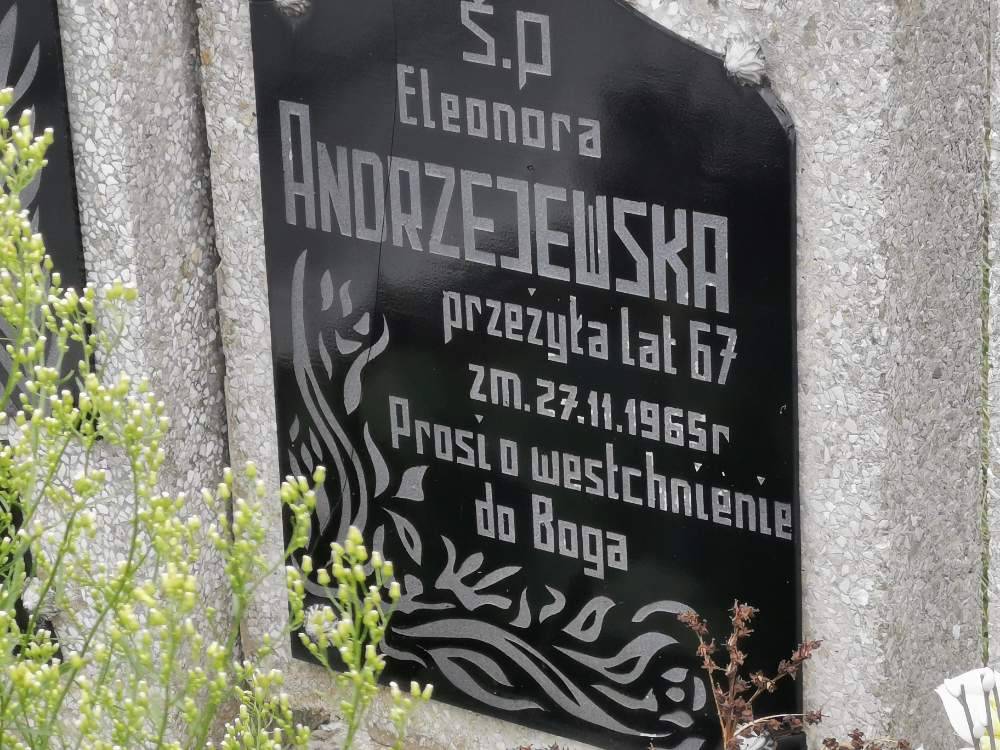 Ś.P
Eleonora
ANDRZEJEWSKA
przeżyła lat 67
zm. 27.11.1965r
Prosi o westchnienie
do Boga